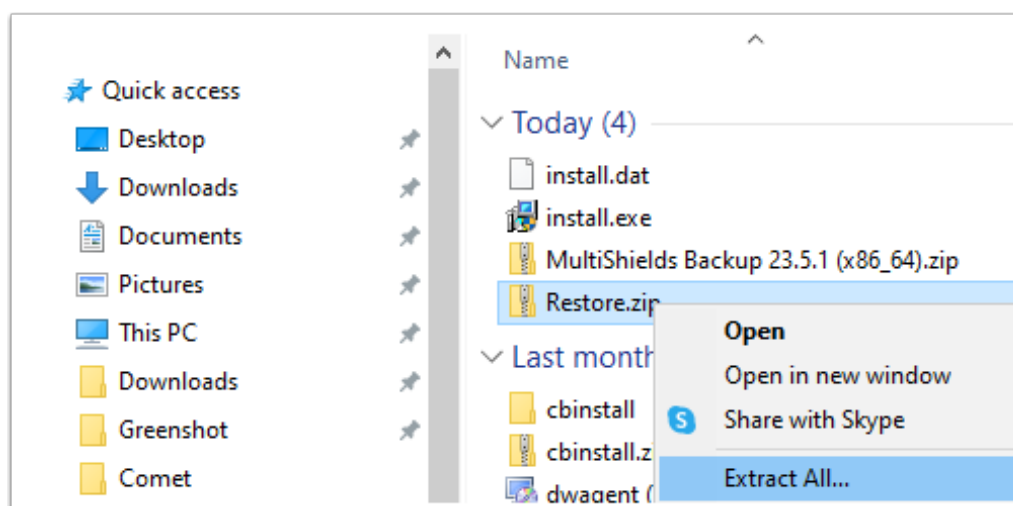 Quick access
Desktop
Downloads
Documents
Pictures
This PC
Downloads
Greenshot
Comet
Name
Today (4)
install.dat
install.exe
MultiShields Backup 23.5.1 (x86_64).zip
Restore.zip
Last month
cbinstall
cbinstall.z
dwagent (
Open
Open in new window
S
Share with Skype
Extract All...